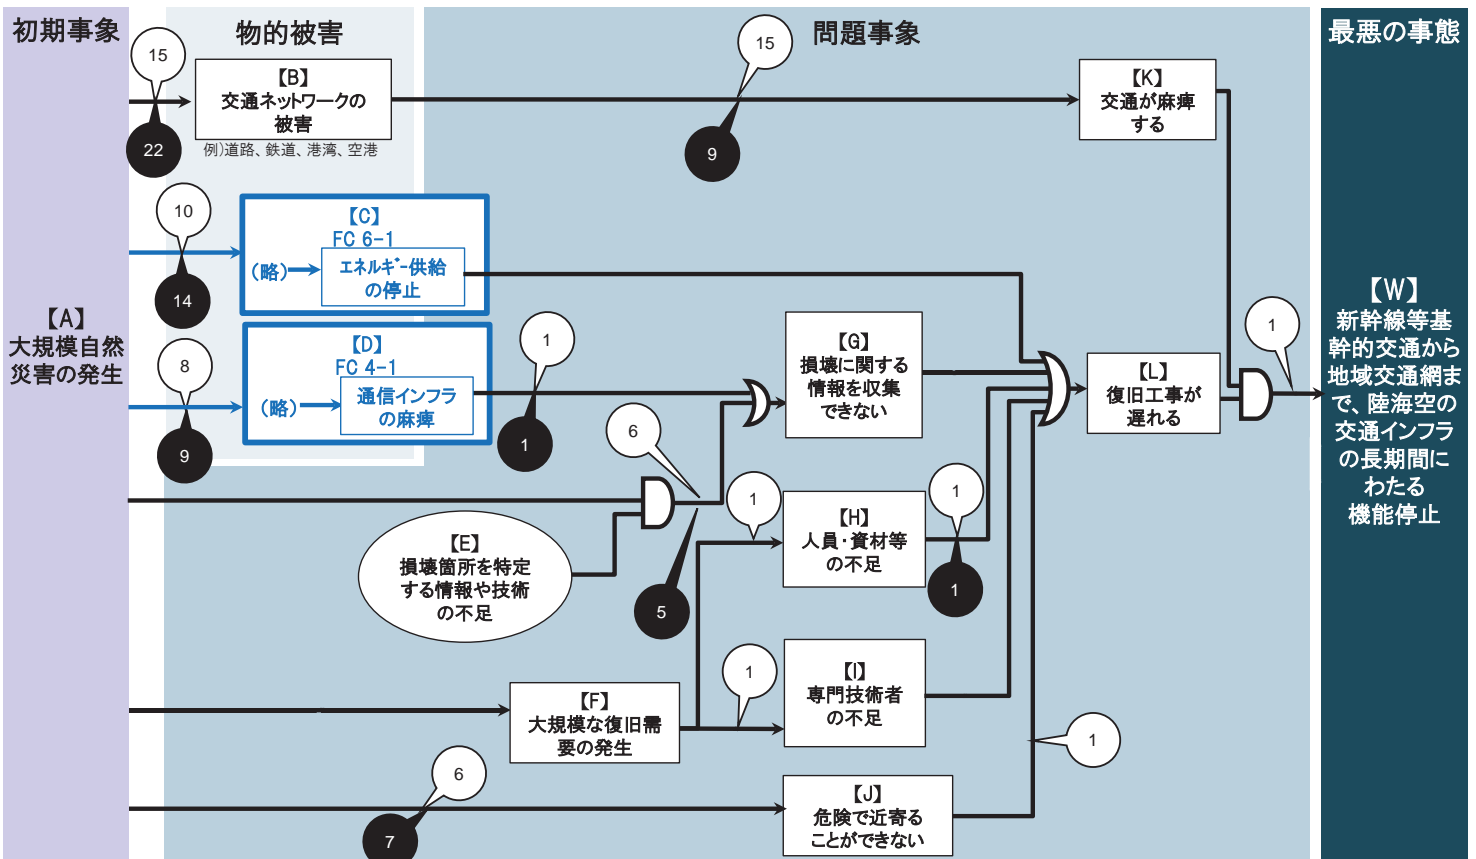 初期事象
物的被害
問題事象
最悪の事態
15
22
【B】
交通ネットワークの
被害
例)道路、鉄道、港湾、空港
15
9
【K】
交通が麻痺
する
10
14
【C】
FC 6-1
(略)
エネルギー供給
の停止
【A】
大規模自然
災害の発生
8
9
【D】
FC 4-1
(略)
通信インフラ
の麻痺
1
1
【G】
損壊に関する
情報を収集
できない
【L】
復旧工事が
遅れる
1
【W】
新幹線等基
幹的交通から
地域交通網ま
で、陸海空の
交通インフラ
の長期間に
わたる
機能停止
6
5
【E】
損壊箇所を特定
する情報や技術
の不足
1
【H】
人員・資材等
の不足
1
1
【F】
大規模な復旧需
要の発生
1
【I】
専門技術者
の不足
1
6
7
【J】
危険で近寄る
ことができない